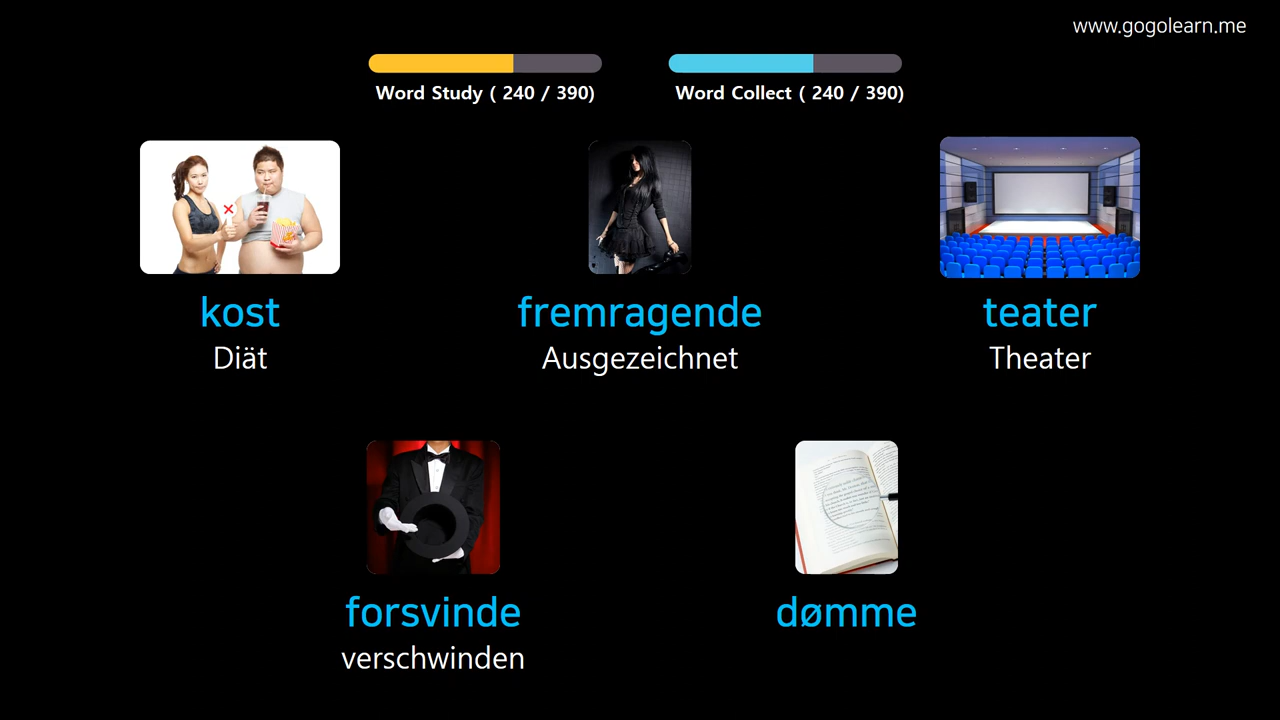 www.gogolearn.me
Word Study ( 240 / 390)
Word Collect ( 240 / 390)
kost
Diät
fremragende
Ausgezeichnet
teater
Theater
forsvinde
verschwinden
dømme